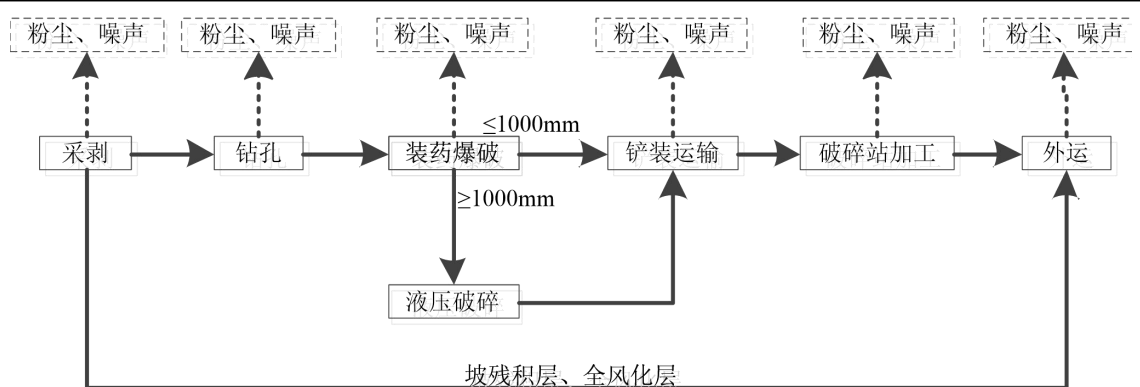 粉尘、噪声
粉尘、噪声
粉尘、噪声
粉尘、噪声
粉尘、噪声
粉尘、噪声
≤1000mm
采剥
钻孔
装药爆破
铲装运输
破碎站加工
外运
≥1000mm
液压破碎
坡残积层、全风化层